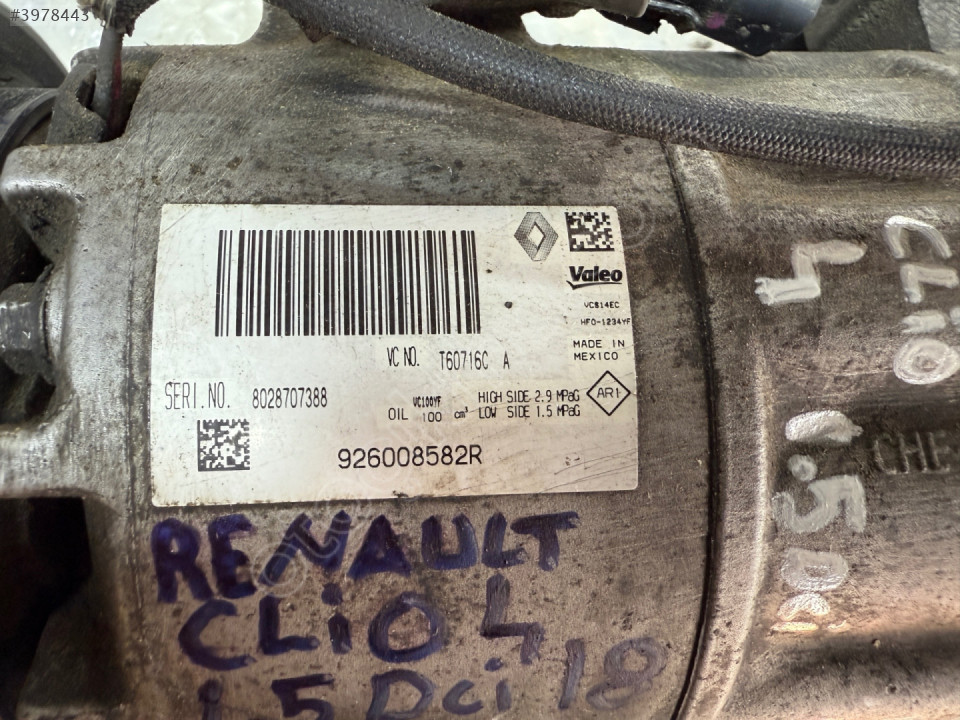 #3978443
Valeo
VCS14EC
HFO-1234YF
MADE IN
MEXICO
VC NO. T60716C A
SERI.NO. 8028707388
VC100YF
OIL 100 cm³
HIGH SIDE 2.9 MPaG
LOW SIDE 1.5 MPaG
AR1
926008582R
RENAULT
CLiO 4
1.5 Dci 18
CLiO
4
1.5 Dci
CHE